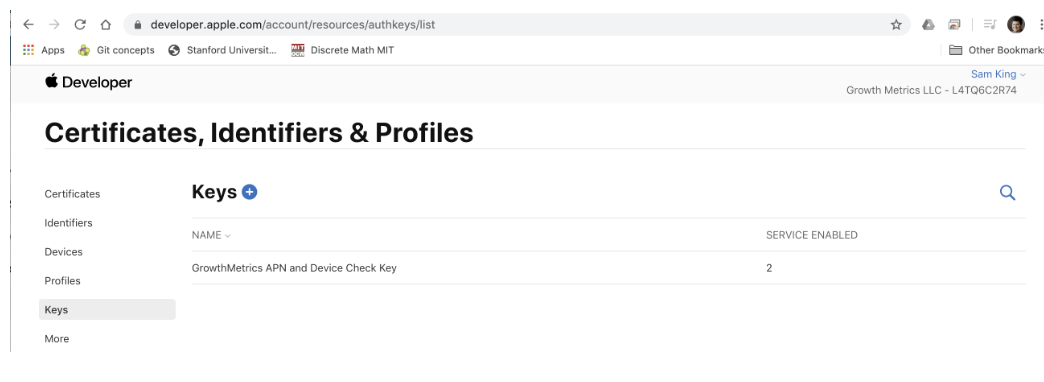 developer.apple.com/account/resources/authkeys/list
Apps Git concepts Stanford Universit... MIT Discrete Math MIT Other Bookmarks
Developer
Sam King
Growth Metrics LLC - L4TQ6C2R74
Certificates, Identifiers & Profiles
Certificates
Identifiers
Devices
Profiles
Keys
More
Keys
NAME SERVICE ENABLED
GrowthMetrics APN and Device Check Key 2